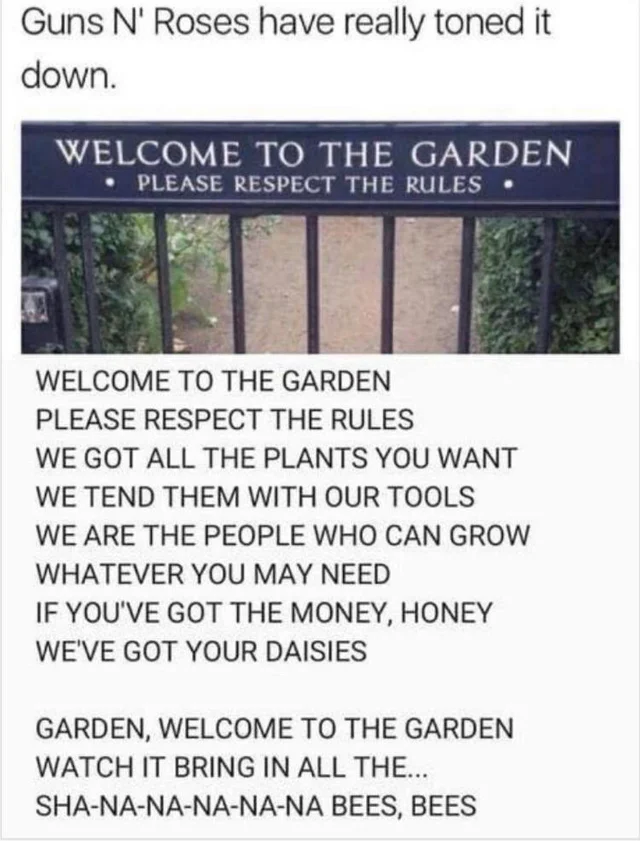 Guns N' Roses have really toned it
down.
WELCOME TO THE GARDEN
• PLEASE RESPECT THE RULES •
WELCOME TO THE GARDEN
PLEASE RESPECT THE RULES
WE GOT ALL THE PLANTS YOU WANT
WE TEND THEM WITH OUR TOOLS
WE ARE THE PEOPLE WHO CAN GROW
WHATEVER YOU MAY NEED
IF YOU'VE GOT THE MONEY, HONEY
WE'VE GOT YOUR DAISIES
GARDEN, WELCOME TO THE GARDEN
WATCH IT BRING IN ALL THE...
SHA-NA-NA-NA-NA-NA BEES, BEES